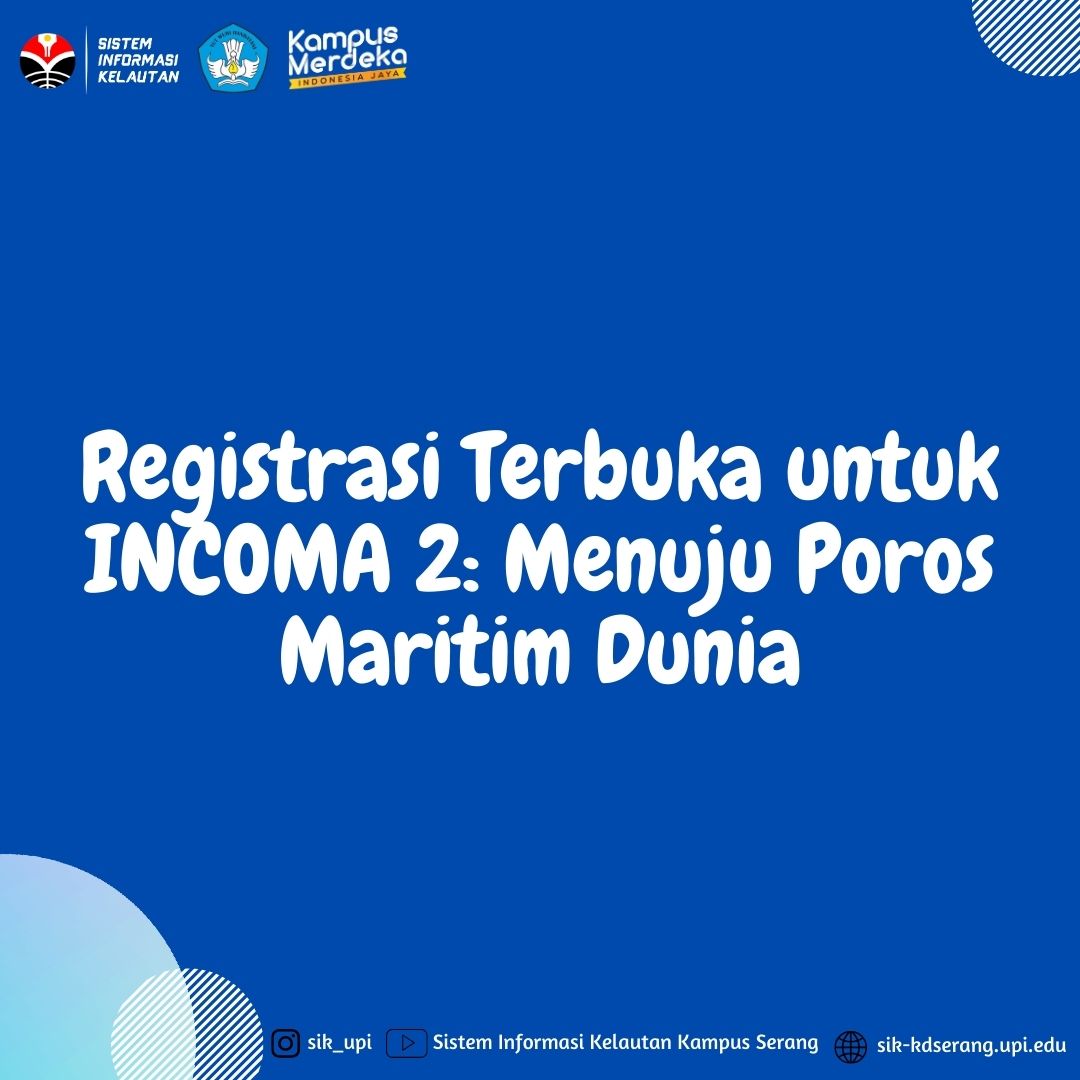 SISTEM
INFORMASI
KELAUTAN
Kampus
Merdeka
INDONESIA JAYA
Registrasi Terbuka untuk
INCOMA 2: Menuju Poros
Maritim Dunia
sik_upi
Sistem Informasi Kelautan Kampus Serang
sik-kdserang.upi.edu